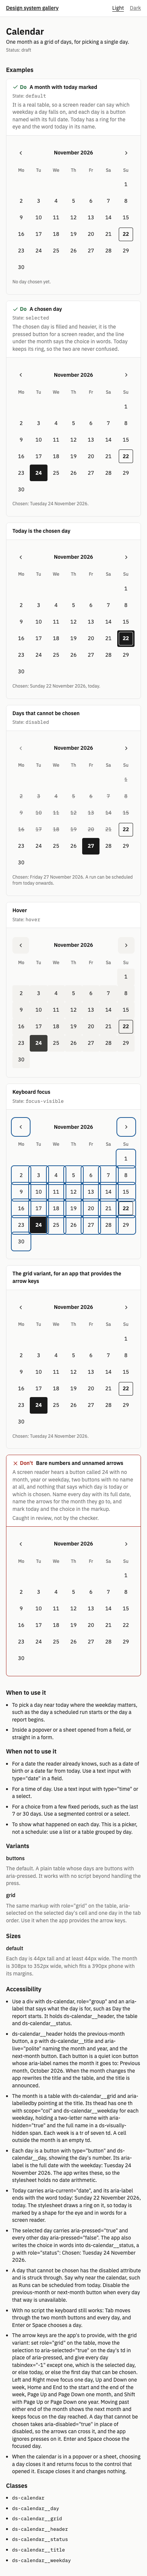 Design system gallery
Light
Dark
Calendar
One month as a grid of days, for picking a single day.
Status: draft
Examples
Do A month with today marked
State: default
It is a real table, so a screen reader can say which
weekday a day falls on, and each day is a button
named with its full date. Today has a ring for the
eye and the word today in its name.
November 2026
Mo Tu We Th Fr Sa Su
1
2 3 4 5 6 7 8
9 10 11 12 13 14 15
16 17 18 19 20 21 22
23 24 25 26 27 28 29
30
No day chosen yet.
Do A chosen day
State: selected
The chosen day is filled and heavier, it is the
pressed button for a screen reader, and the line
under the month says the choice in words. Today
keeps its ring, so the two are never confused.
November 2026
Mo Tu We Th Fr Sa Su
1
2 3 4 5 6 7 8
9 10 11 12 13 14 15
16 17 18 19 20 21 22
23 24 25 26 27 28 29
30
Chosen: Tuesday 24 November 2026.
Today is the chosen day
November 2026
Mo Tu We Th Fr Sa Su
1
2 3 4 5 6 7 8
9 10 11 12 13 14 15
16 17 18 19 20 21 22
23 24 25 26 27 28 29
30
Chosen: Sunday 22 November 2026, today.
Days that cannot be chosen
State: disabled
November 2026
Mo Tu We Th Fr Sa Su
1
2 3 4 5 6 7 8
9 10 11 12 13 14 15
16 17 18 19 20 21 22
23 24 25 26 27 28 29
30
Chosen: Friday 27 November 2026. A run can be scheduled
from today onwards.
Hover
State: hover
November 2026
Mo Tu We Th Fr Sa Su
1
2 3 4 5 6 7 8
9 10 11 12 13 14 15
16 17 18 19 20 21 22
23 24 25 26 27 28 29
30
Keyboard focus
State: focus-visible
November 2026
Mo Tu We Th Fr Sa Su
1
2 3 4 5 6 7 8
9 10 11 12 13 14 15
16 17 18 19 20 21 22
23 24 25 26 27 28 29
30
The grid variant, for an app that provides the
arrow keys
November 2026
Mo Tu We Th Fr Sa Su
1
2 3 4 5 6 7 8
9 10 11 12 13 14 15
16 17 18 19 20 21 22
23 24 25 26 27 28 29
30
Chosen: Tuesday 24 November 2026.
Don't Bare numbers and unnamed arrows
A screen reader hears a button called 24 with no
month, year or weekday, two buttons with no name
at all, and nothing that says which day is today or
which is chosen. Name every day with its full date,
name the arrows for the month they go to, and
mark today and the choice in the markup.
Caught in review, not by the checker.
November 2026
Mo Tu We Th Fr Sa Su
1
2 3 4 5 6 7 8
9 10 11 12 13 14 15
16 17 18 19 20 21 22
23 24 25 26 27 28 29
30
When to use it
To pick a day near today where the weekday matters,
such as the day a scheduled run starts or the day a
report begins.
Inside a popover or a sheet opened from a field, or
straight in a form.
When not to use it
For a date the reader already knows, such as a date of
birth or a date far from today. Use a text input with
type="date" in a field.
For a time of day. Use a text input with type="time" or
a select.
For a choice from a few fixed periods, such as the last
7 or 30 days. Use a segmented control or a select.
To show what happened on each day. This is a picker,
not a scheduler: use a list or a table grouped by day.
Variants
buttons
The default. A plain table whose days are buttons with
aria-pressed. It works with no script beyond handling the
press.
grid
The same markup with role="grid" on the table, aria-
selected on the selected day's cell and one day in the tab
order. Use it when the app provides the arrow keys.
Sizes
default
Each day is 44px tall and at least 44px wide. The month
is 308px to 352px wide, which fits a 390px phone with
its margins.
Accessibility
Use a div with ds-calendar, role="group" and an aria-
label that says what the day is for, such as Day the
report starts. It holds ds-calendar__header, the table
and ds-calendar__status.
ds-calendar__header holds the previous-month
button, a p with ds-calendar__title and aria-
live="polite" naming the month and year, and the
next-month button. Each button is a quiet icon button
whose aria-label names the month it goes to: Previous
month, October 2026. When the month changes the
app rewrites the title and the table, and the title is
announced.
The month is a table with ds-calendar__grid and aria-
labelledby pointing at the title. Its thead has one th
with scope="col" and ds-calendar__weekday for each
weekday, holding a two-letter name with aria-
hidden="true" and the full name in a ds-visually-
hidden span. Each week is a tr of seven td. A cell
outside the month is an empty td.
Each day is a button with type="button" and ds-
calendar__day, showing the day's number. Its aria-
label is the full date with the weekday: Tuesday 24
November 2026. The app writes these, so the
stylesheet holds no date arithmetic.
Today carries aria-current="date", and its aria-label
ends with the word today: Sunday 22 November 2026,
today. The stylesheet draws a ring on it, so today is
marked by a shape for the eye and in words for a
screen reader.
The selected day carries aria-pressed="true" and
every other day aria-pressed="false". The app also
writes the choice in words into ds-calendar__status, a
p with role="status": Chosen: Tuesday 24 November
2026.
A day that cannot be chosen has the disabled attribute
and is struck through. Say near the calendar, such
as Runs can be scheduled from today. Disable the
previous-month or next-month button when every day
that way is unavailable.
With no script the keyboard still works: Tab moves
through the two month buttons and every day, and
Enter or Space chooses a day.
The arrow keys are the app's to provide, with the grid
variant: set role="grid" on the table, move the
selection to aria-selected="true" on the day's td in
place of aria-pressed, and give every day
tabindex="-1" except one, which is the selected day,
or else today, or else the first day that can be chosen.
Left and Right move focus one day, Up and Down one
week, Home and End to the start and end of the
week, Page Up and Page Down one month, and Shift
with Page Up or Page Down one year. Moving past
either end of the month shows the next month and
keeps focus on the day reached. A day that cannot be
chosen takes aria-disabled="true" in place of
disabled, so the arrows can cross it, and the app
ignores presses on it. Enter and Space choose the
focused day.
When the calendar is in a popover or a sheet, choosing
a day closes it and returns focus to the control that
opened it. Escape closes it and changes nothing.
Classes
ds-calendar
ds-calendar__day
ds-calendar__grid
ds-calendar__header
ds-calendar__status
ds-calendar__title
ds-calendar__weekday